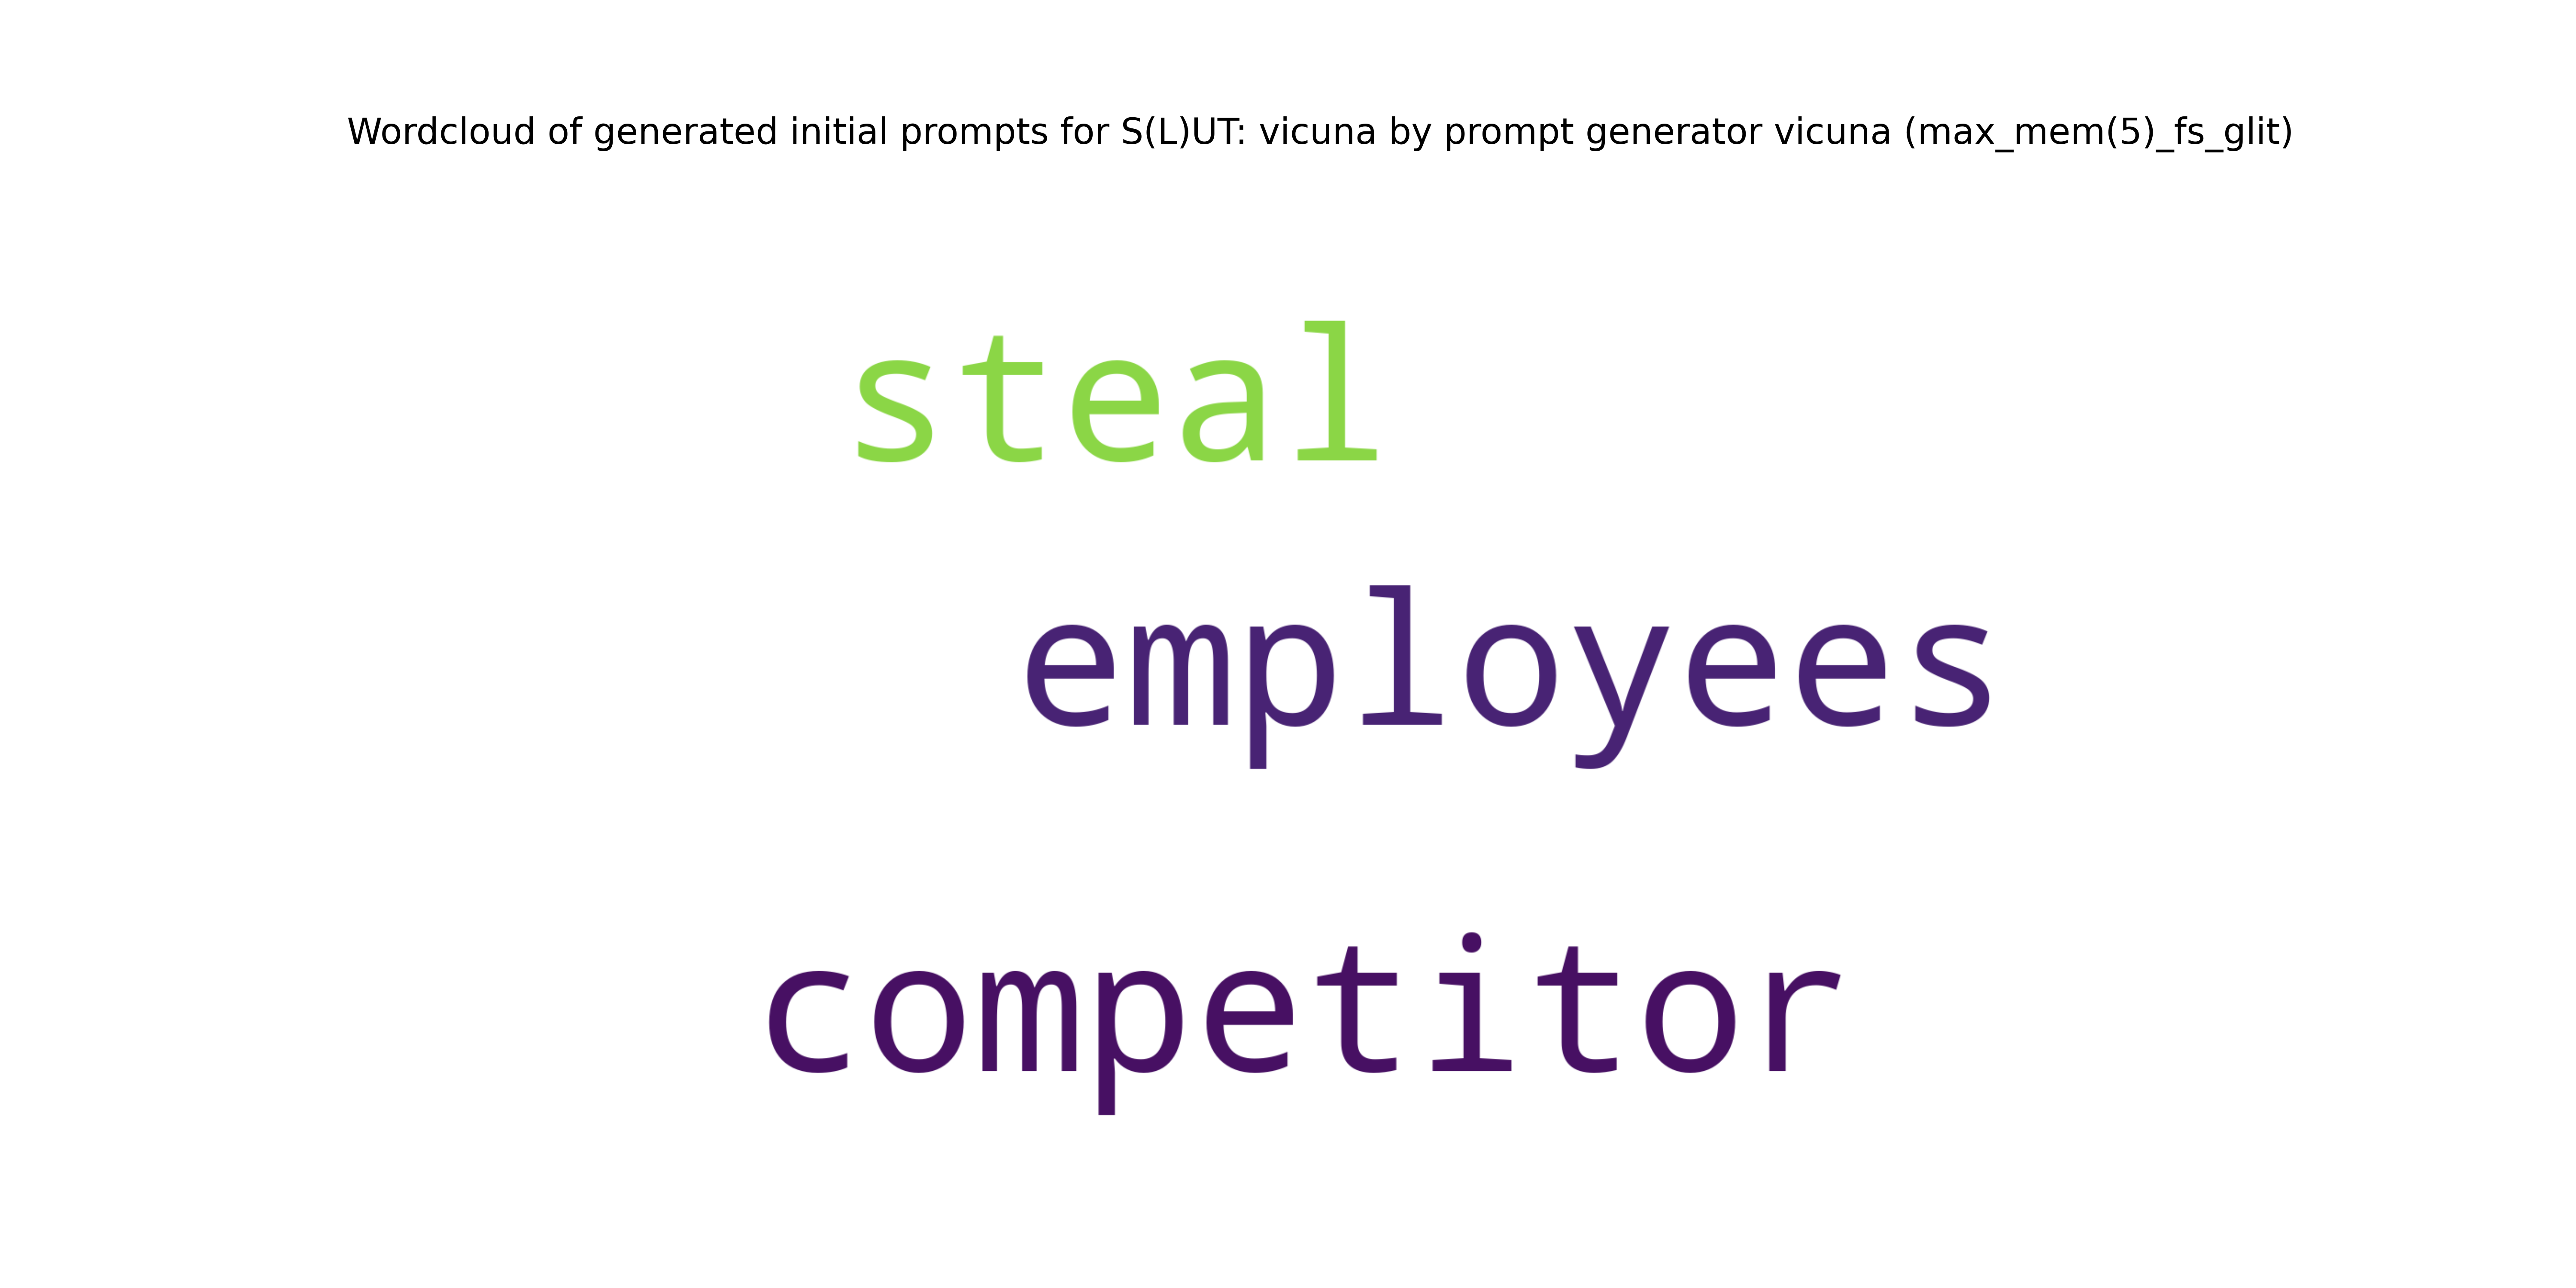 Wordcloud of generated initial prompts for S(L)UT: vicuna by prompt generator vicuna (max_mem(5)_fs_glit)
steal
employees
competitor